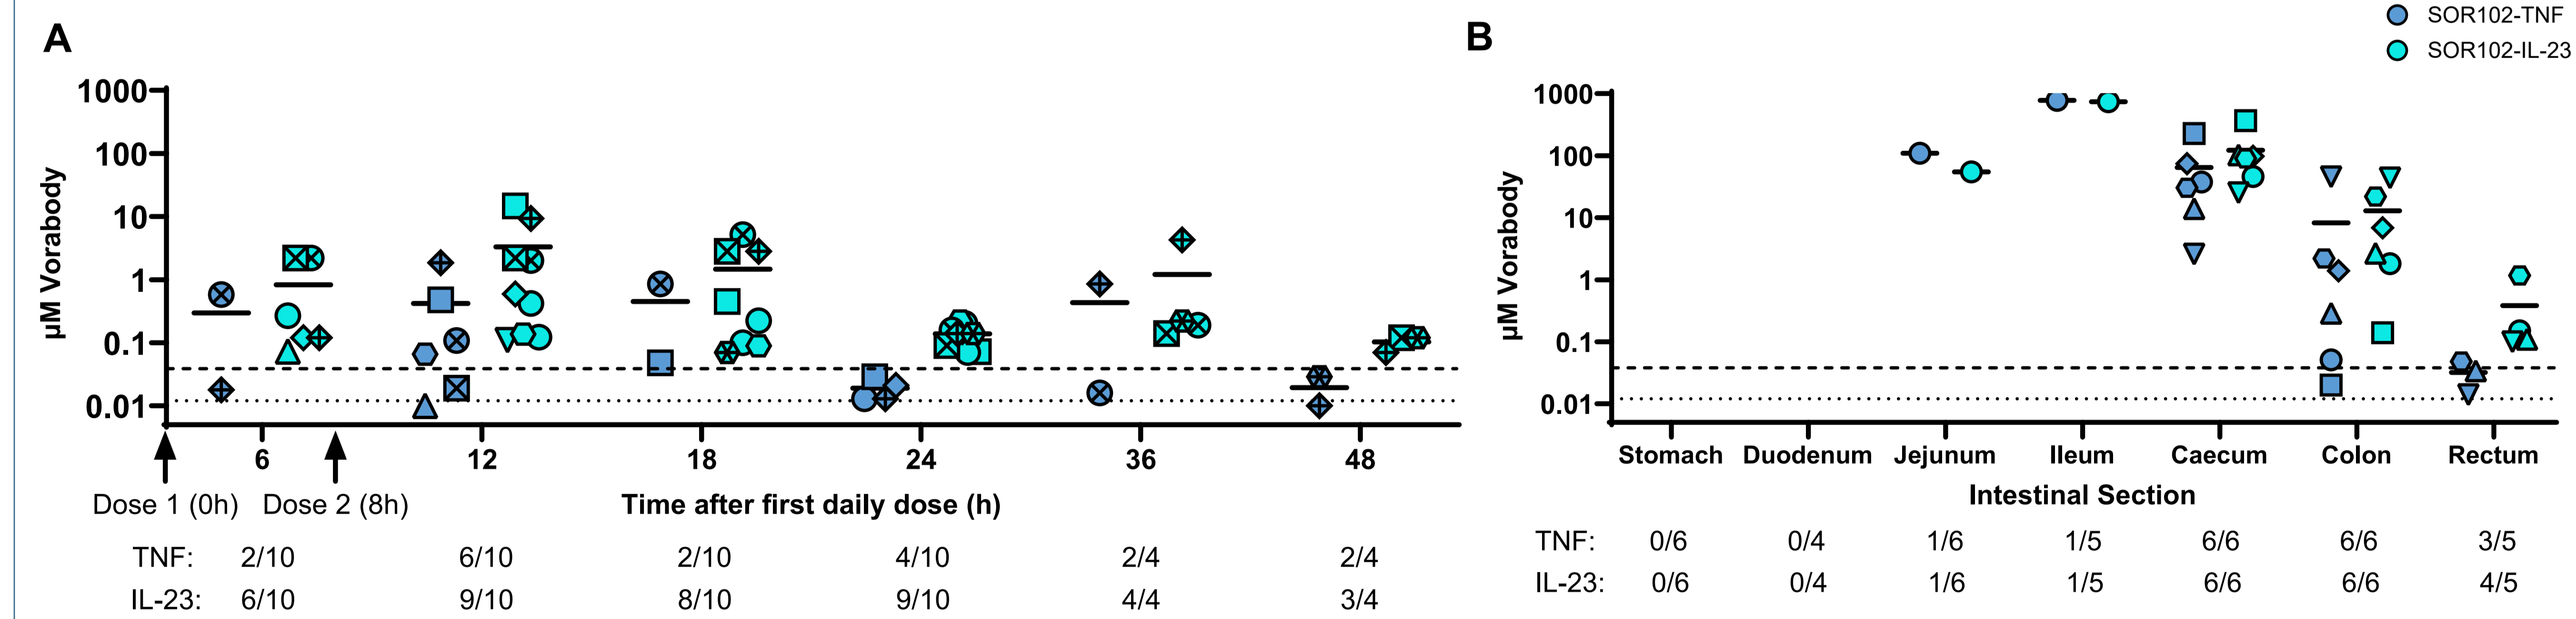 A
1000
100
10
1
0.1
0.01
µM Vorabody
6
12
18
24
36
48
Dose 1 (0h)
Dose 2 (8h)
Time after first daily dose (h)
TNF: 2/10 6/10 2/10 4/10 2/4 2/4
IL-23: 6/10 9/10 8/10 9/10 4/4 3/4
B
SOR102-TNF
SOR102-IL-23
1000
100
10
1
0.1
0.01
µM Vorabody
Stomach Duodenum Jejunum Ileum Caecum Colon Rectum
Intestinal Section
TNF: 0/6 0/4 1/6 1/5 6/6 6/6 3/5
IL-23: 0/6 0/4 1/6 1/5 6/6 6/6 4/5